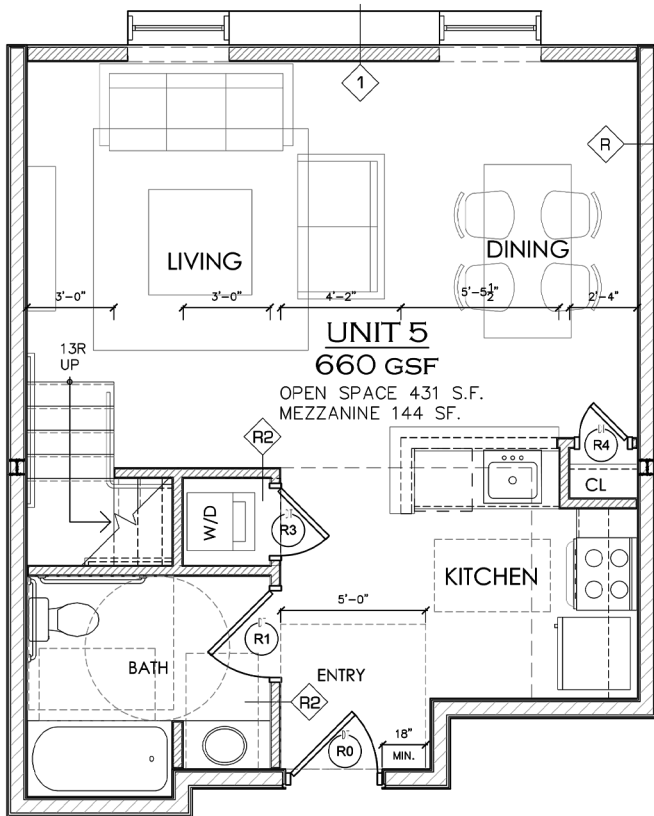 1
R
LIVING
DINING
3'-0"
3'-0"
4'-2"
5'-5½"
2'-4"
UNIT 5
660 GSF
OPEN SPACE 431 S.F.
MEZZANINE 144 SF.
13R
UP
R2
R4
CL
W/D
R3
KITCHEN
5'-0"
R1
BATH
ENTRY
R2
18"
MIN.
R0